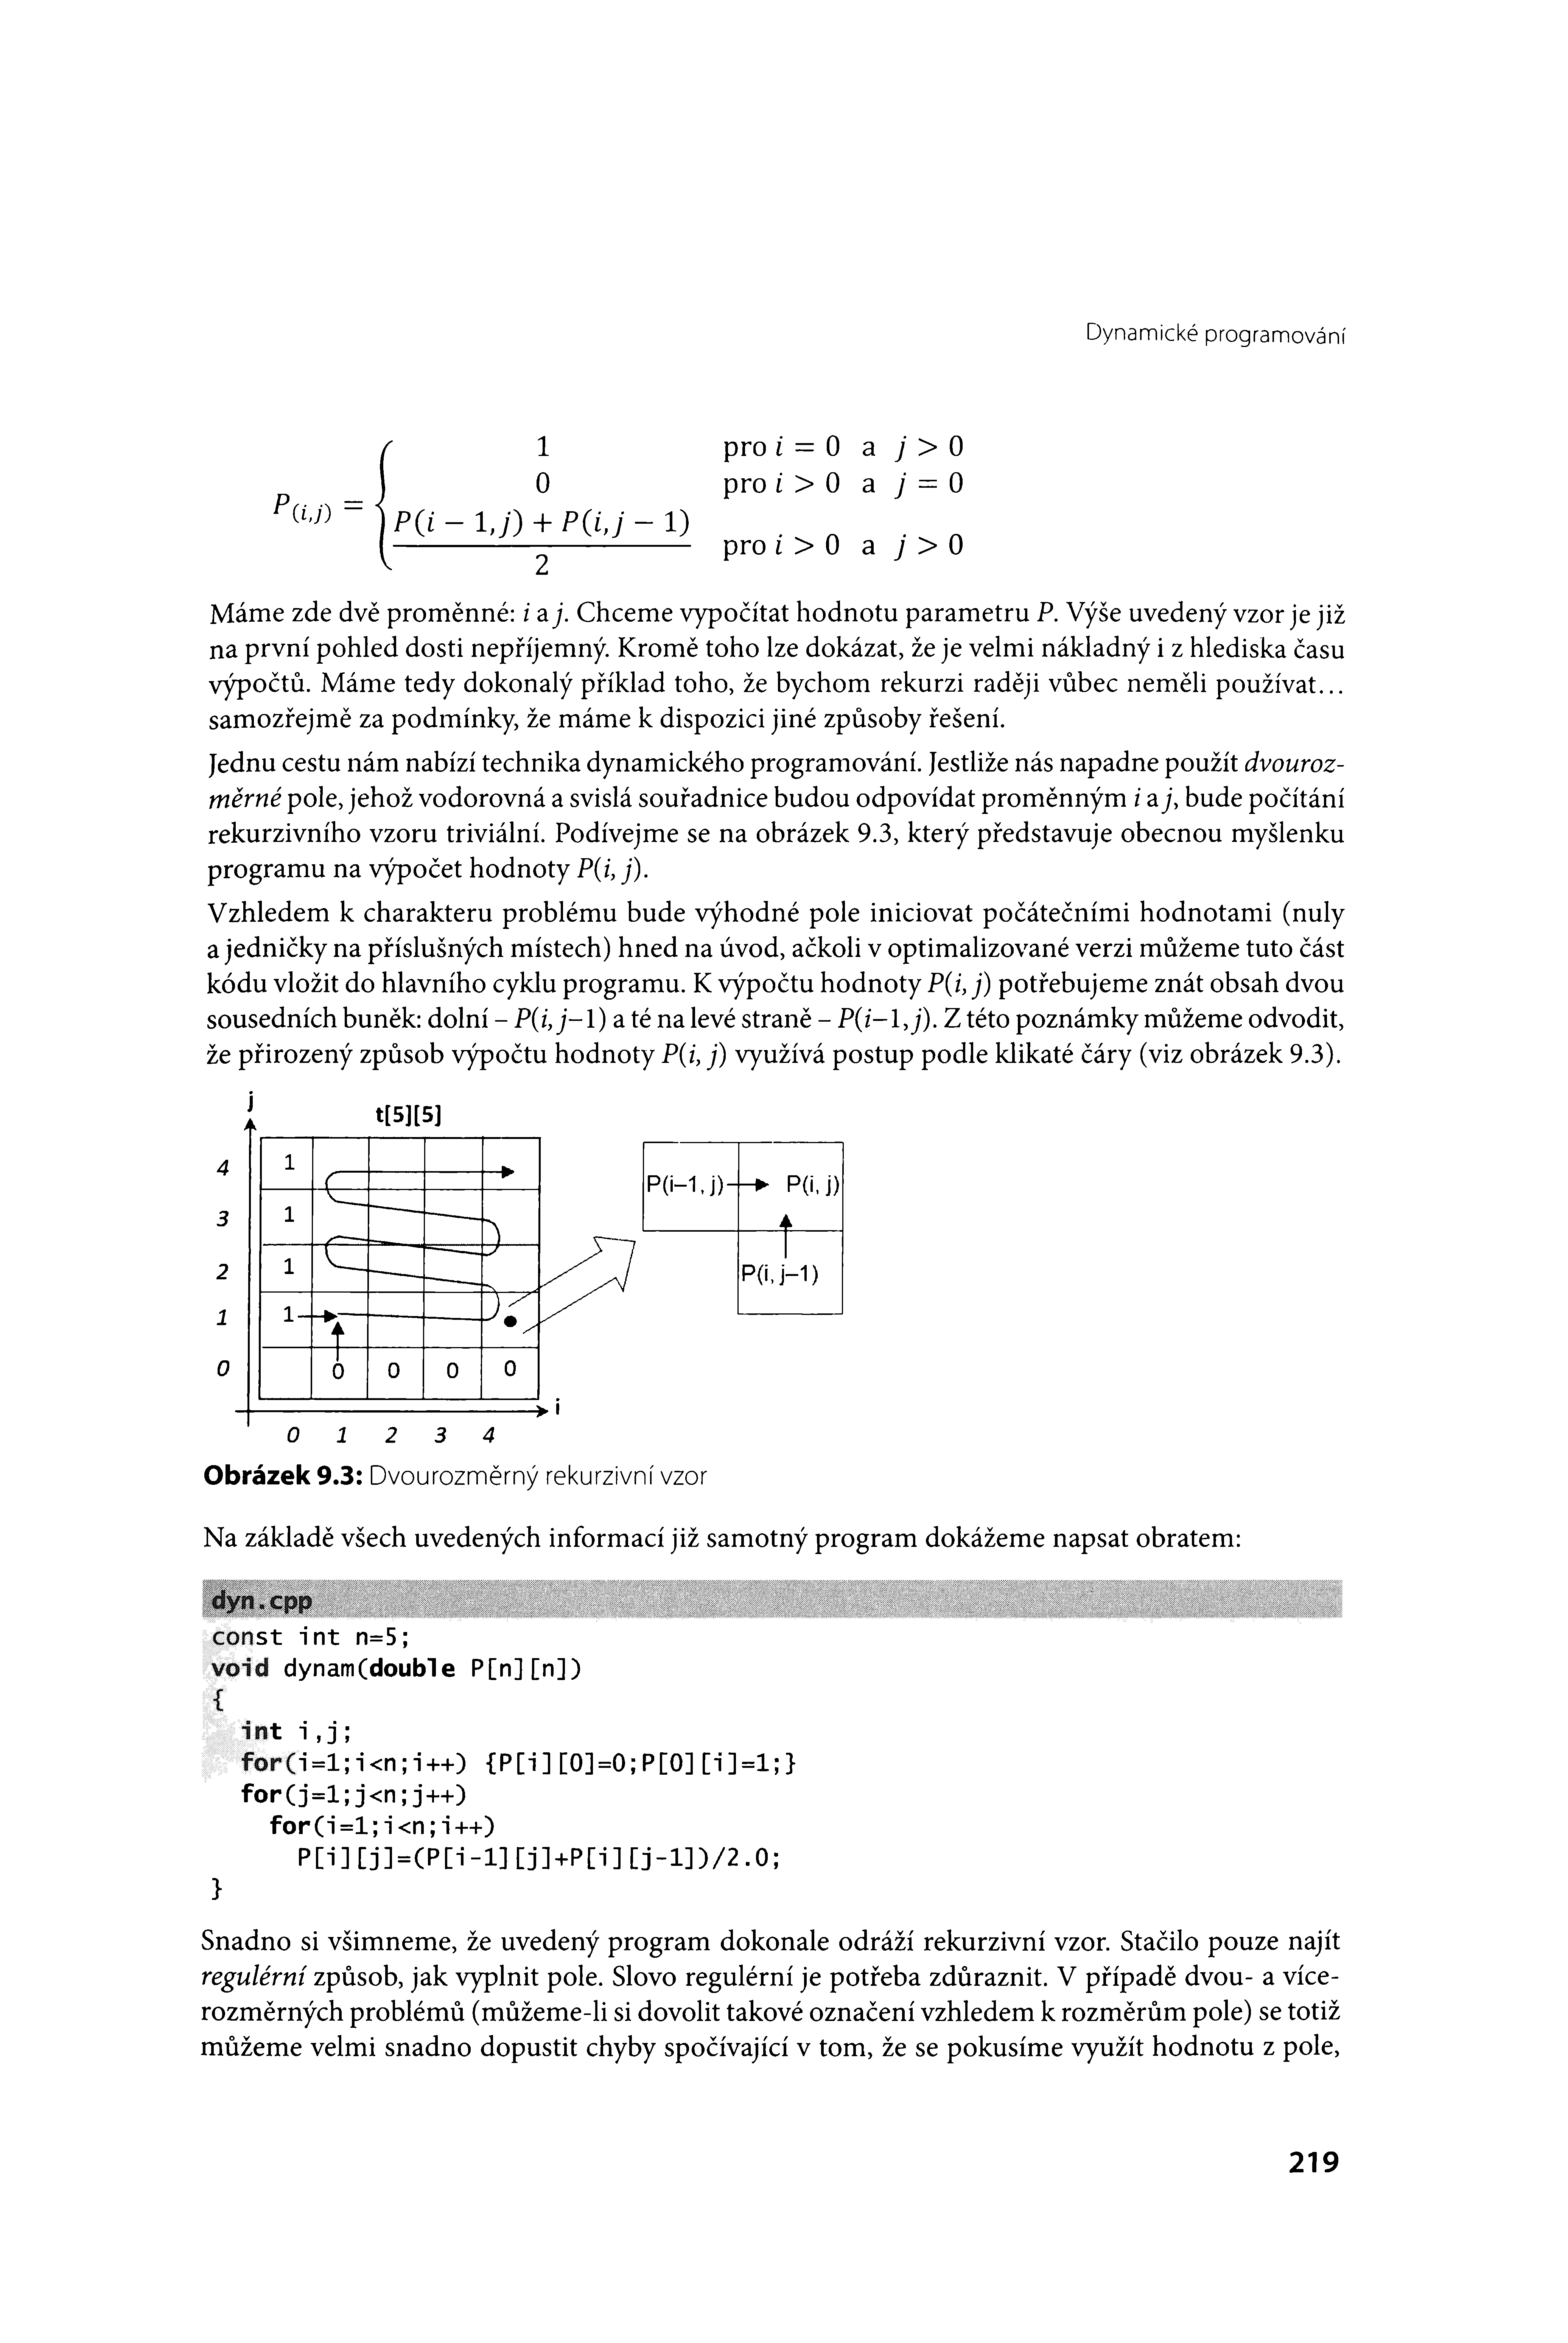 Dynamické programování
1 pro i = 0 a j > 0
0 pro i > 0 a j = 0
P(i,j) = { P(i − 1,j) + P(i,j − 1)
2 pro i > 0 a j > 0
Máme zde dvě proměnné: i a j. Chceme vypočítat hodnotu parametru P. Výše uvedený vzor je již
na první pohled dosti nepříjemný. Kromě toho lze dokázat, že je velmi nákladný i z hlediska času
výpočtů. Máme tedy dokonalý příklad toho, že bychom rekurzi raději vůbec neměli používat…
samozřejmě za podmínky, že máme k dispozici jiné způsoby řešení.
Jednu cestu nám nabízí technika dynamického programování. Jestliže nás napadne použít dvouroz-
měrné pole, jehož vodorovná a svislá souřadnice budou odpovídat proměnným i a j, bude počítání
rekurzivního vzoru triviální. Podívejme se na obrázek 9.3, který představuje obecnou myšlenku
programu na výpočet hodnoty P(i, j).
Vzhledem k charakteru problému bude výhodné pole iniciovat počátečními hodnotami (nuly
a jedničky na příslušných místech) hned na úvod, ačkoli v optimalizované verzi můžeme tuto část
kódu vložit do hlavního cyklu programu. K výpočtu hodnoty P(i, j) potřebujeme znát obsah dvou
sousedních buněk: dolní – P(i, j–1) a té na levé straně – P(i–1, j). Z této poznámky můžeme odvodit,
že přirozený způsob výpočtu hodnoty P(i, j) využívá postup podle klikaté čáry (viz obrázek 9.3).
j
t[5][5]
4 1
3 1
2 1
1 1
0 0 0 0 0
i
0 1 2 3 4
P(i–1, j) P(i, j)
P(i, j–1)
Obrázek 9.3: Dvourozměrný rekurzivní vzor
Na základě všech uvedených informací již samotný program dokážeme napsat obratem:
dyn.cpp
const int n=5;
void dynam(double P[n][n])
{
int i,j;
for(i=1;i<n;i++) {P[i][0]=0;P[0][i]=1;}
for(j=1;j<n;j++)
for(i=1;i<n;i++)
P[i][j]=(P[i-1][j]+P[i][j-1])/2.0;
}
Snadno si všimneme, že uvedený program dokonale odráží rekurzivní vzor. Stačilo pouze najít
regulérní způsob, jak vyplnit pole. Slovo regulérní je potřeba zdůraznit. V případě dvou- a více-
rozměrných problémů (můžeme-li si dovolit takové označení vzhledem k rozměrům pole) se totiž
můžeme velmi snadno dopustit chyby spočívající v tom, že se pokusíme využít hodnotu z pole,
219